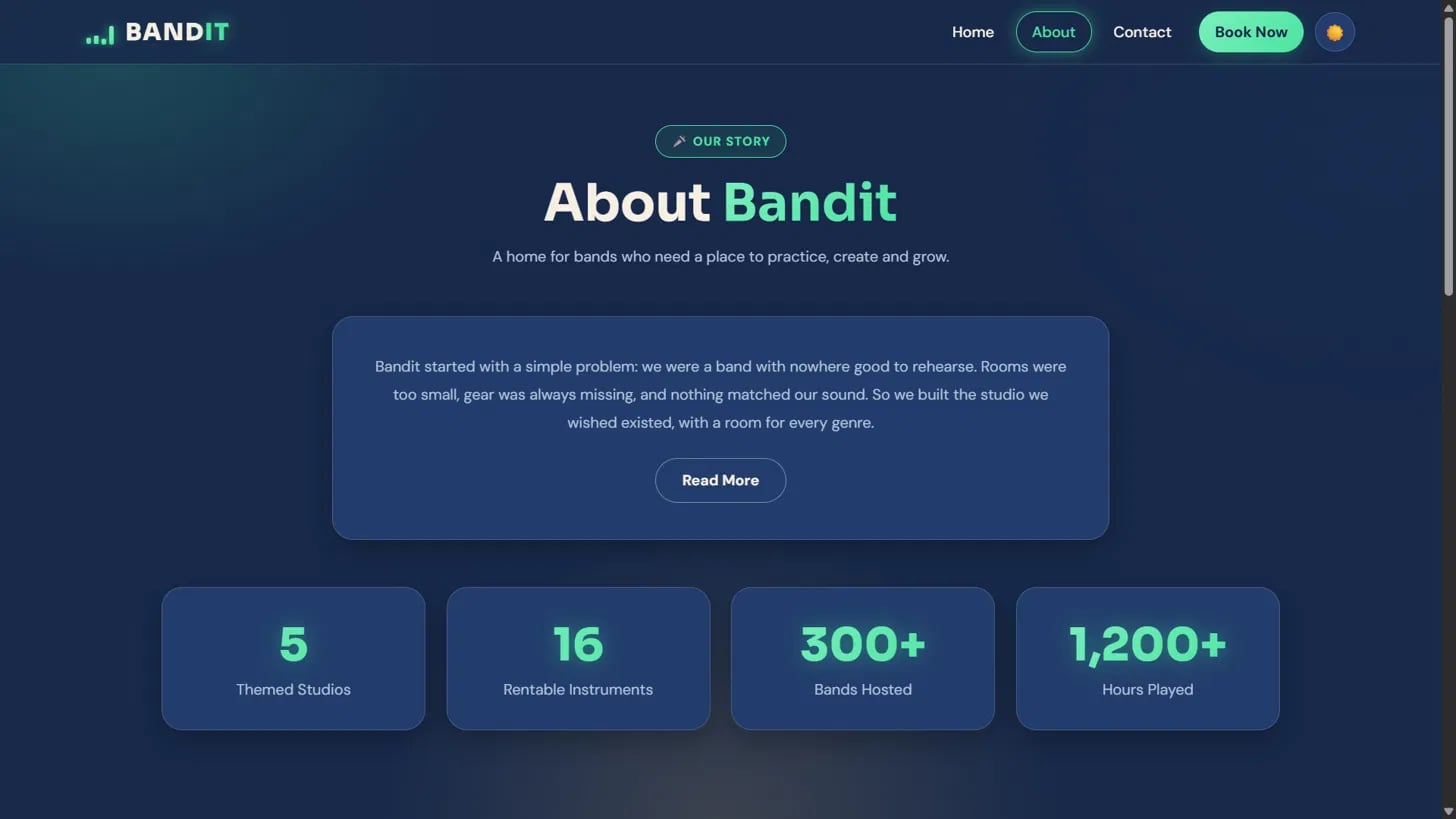 BANDIT
Home
About
Contact
Book Now
OUR STORY
About Bandit
A home for bands who need a place to practice, create and grow.
Bandit started with a simple problem: we were a band with nowhere good to rehearse. Rooms were
too small, gear was always missing, and nothing matched our sound. So we built the studio we
wished existed, with a room for every genre.
Read More
5
Themed Studios
16
Rentable Instruments
300+
Bands Hosted
1,200+
Hours Played